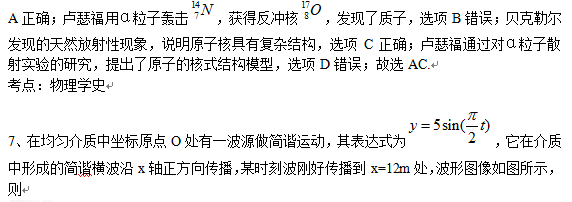 A 正确；卢瑟福用α粒子轰击 ¹⁴₇N ，获得反冲核 ¹⁷₈O ，发现了质子，选项 B 错误；贝克勒尔
发现的天然放射性现象，说明原子核具有复杂结构，选项 C 正确；卢瑟福通过对α粒子散
射实验的研究，提出了原子的核式结构模型，选项 D 错误；故选 AC.
考点：物理学史
7、在均匀介质中坐标原点 O 处有一波源做简谐运动，其表达式为 y = 5sin(π/2 t) ，它在介质
中形成的简谐横波沿 x 轴正方向传播，某时刻波刚好传播到 x=12m 处，波形图像如图所示，
则